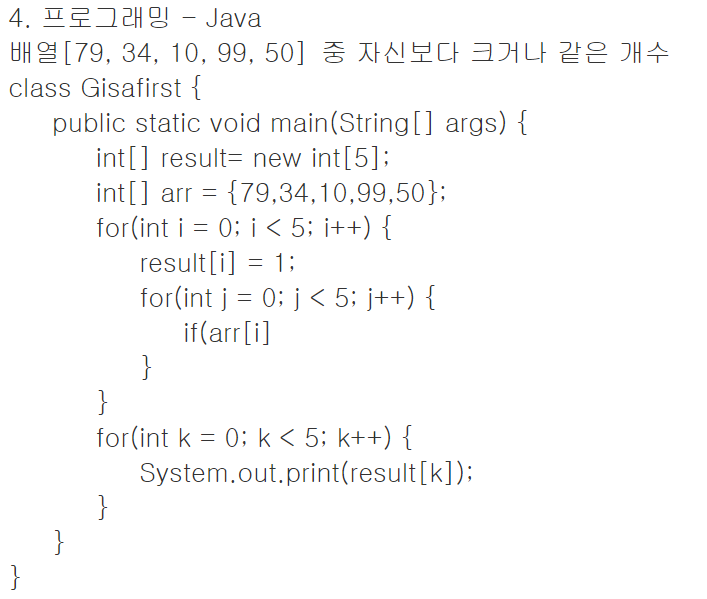 4. 프로그래밍 - Java
배열[79, 34, 10, 99, 50] 중 자신보다 크거나 같은 개수
class Gisafirst {
public static void main(String[] args) {
int[] result= new int[5];
int[] arr = {79,34,10,99,50};
for(int i = 0; i < 5; i++) {
result[i] = 1;
for(int j = 0; j < 5; j++) {
if(arr[i]
}
}
for(int k = 0; k < 5; k++) {
System.out.print(result[k]);
}
}
}